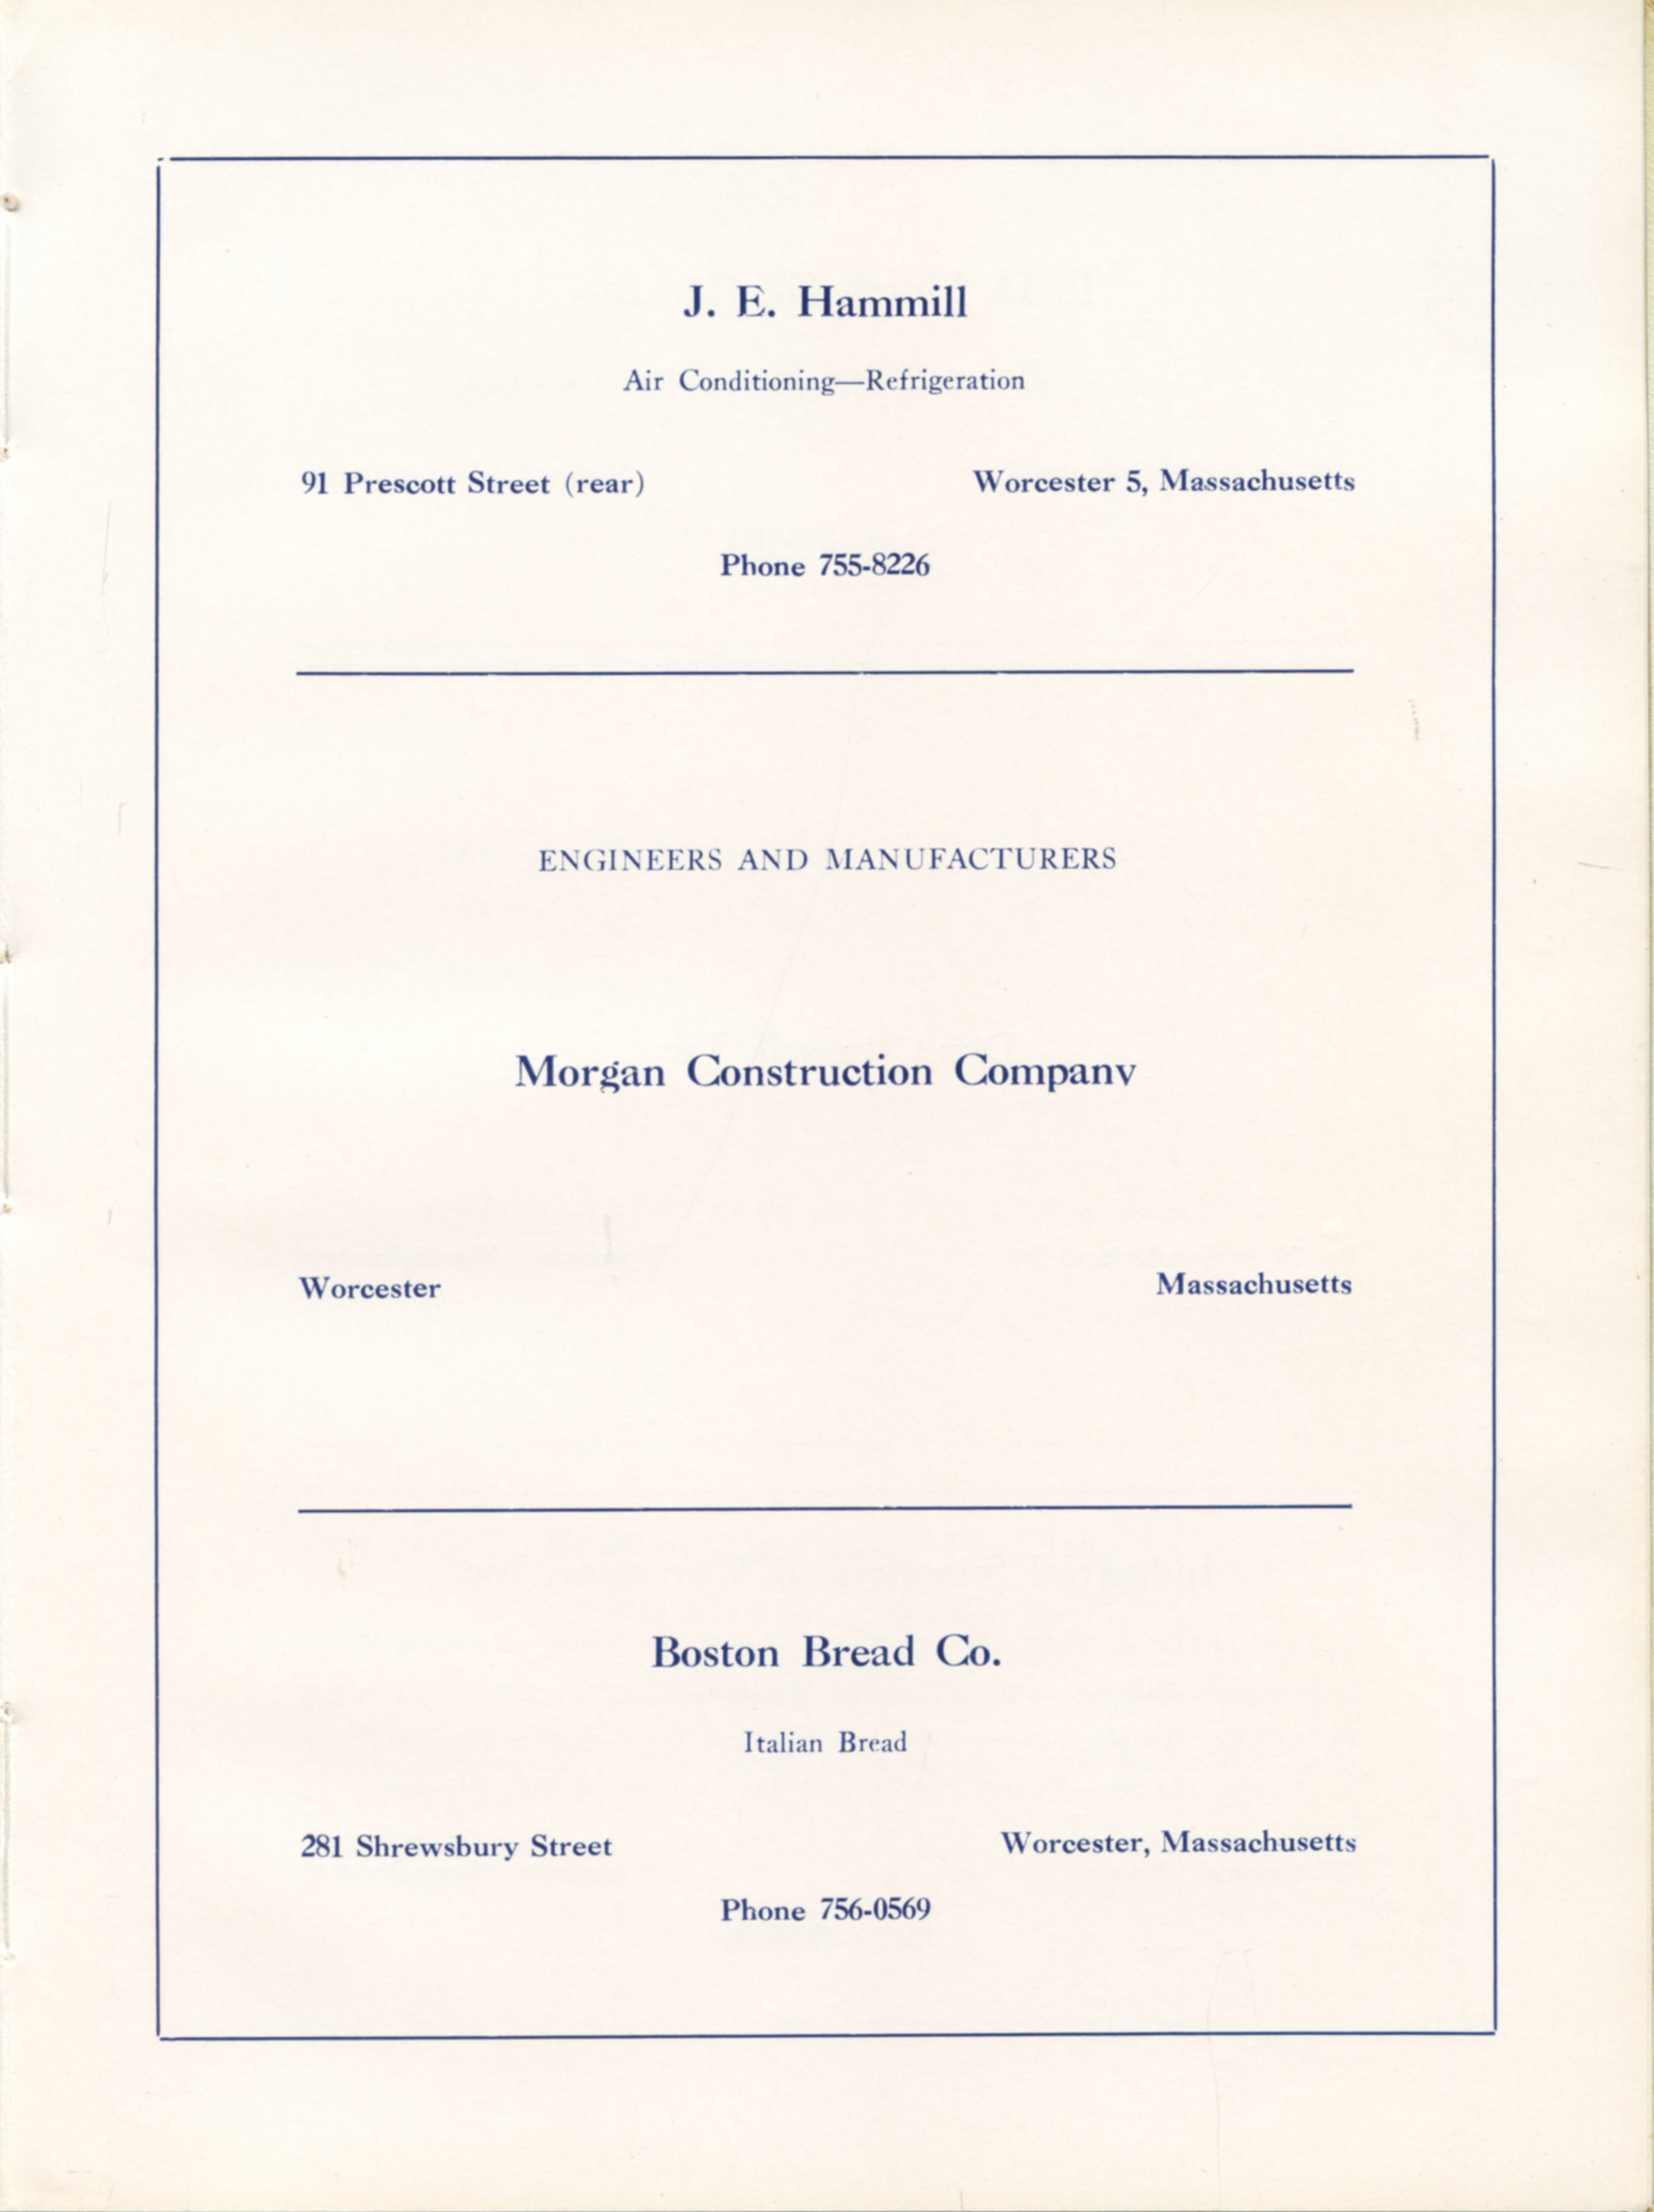 J. E. Hammill
Air Conditioning—Refrigeration
91 Prescott Street (rear) Worcester 5, Massachusetts
Phone 755-8226
ENGINEERS AND MANUFACTURERS
Morgan Construction Company
Worcester Massachusetts
Boston Bread Co.
Italian Bread
281 Shrewsbury Street Worcester, Massachusetts
Phone 756-0569